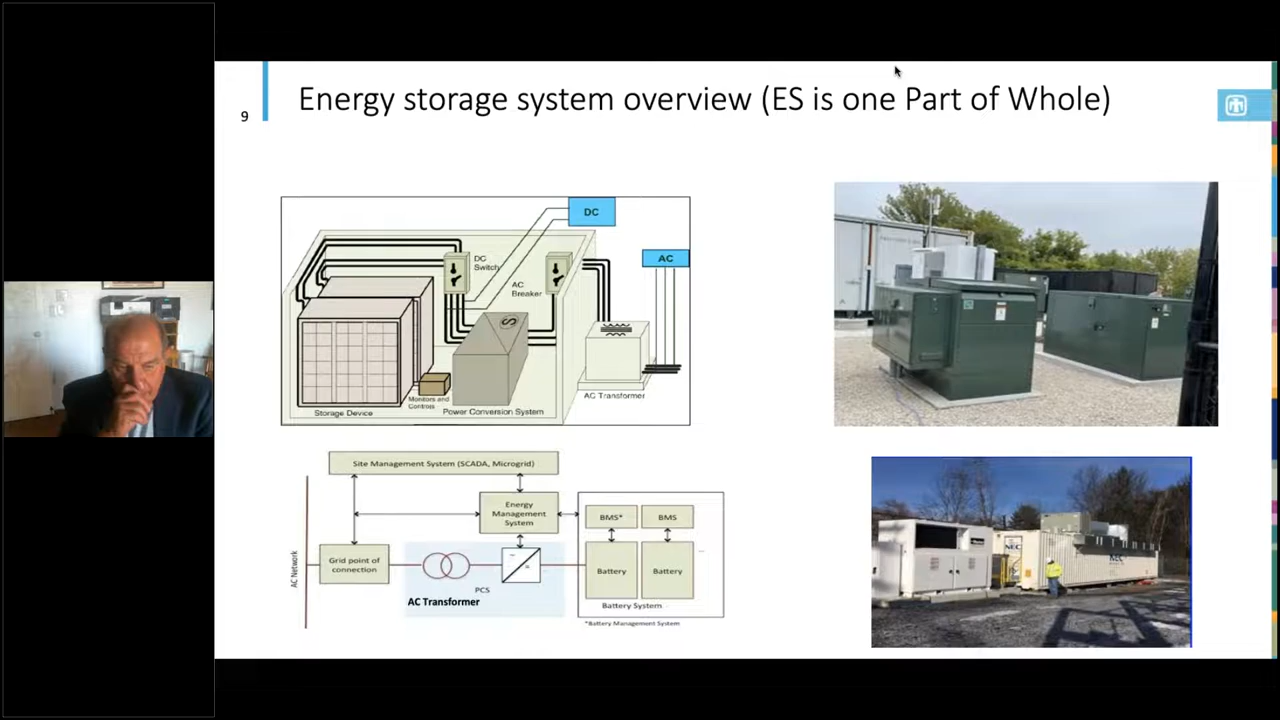 9
Energy storage system overview (ES is one Part of Whole)
DC
DC
Switch
AC
AC
Breaker
Storage Device
Monitors and
Controls
Power Conversion System
AC Transformer
Site Management System (SCADA, Microgrid)
Energy
Management
System
BMS*
BMS
AC Network
Grid point of
connection
PCS
AC Transformer
Battery
Battery
Battery System
*Battery Management System
NEC
NEC